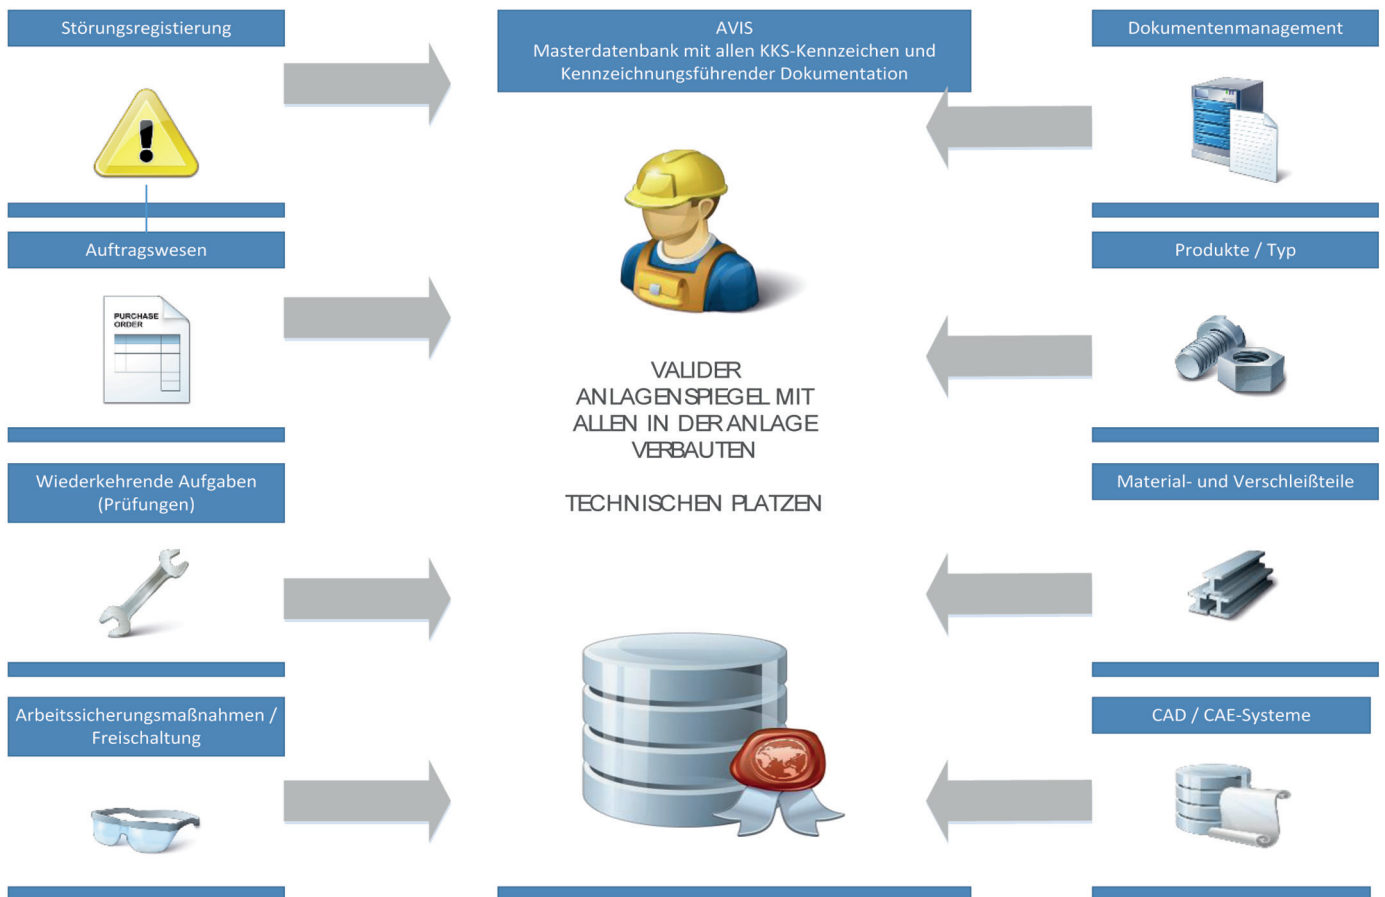 Störungsregistierung
Auftragswesen
PURCHASE
ORDER
Wiederkehrende Aufgaben
(Prüfungen)
Arbeitssicherungsmaßnahmen /
Freischaltung
AVIS
Masterdatenbank mit allen KKS-Kennzeichen und
Kennzeichnungsführender Dokumentation
VALIDER
ANLAGENSPIEGEL MIT
ALLEN IN DER ANLAGE
VERBAUTEN
TECHNISCHEN PLATZEN
Dokumentenmanagement
Produkte / Typ
Material- und Verschleißteile
CAD / CAE-Systeme